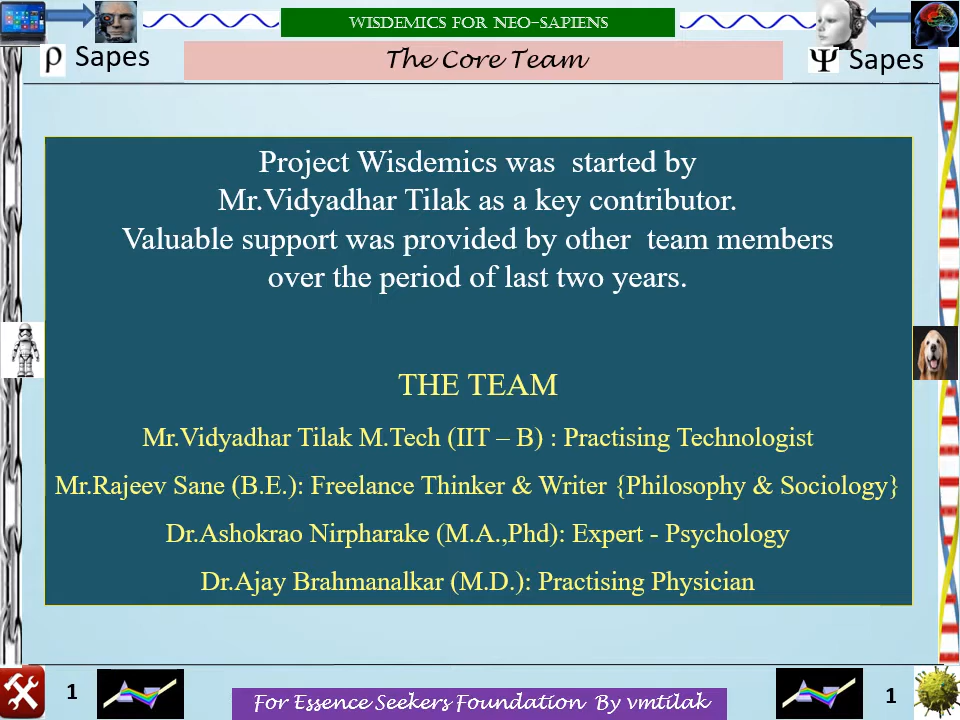 WISDEMICS FOR NEO-SAPIENS
ρ Sapes
The Core Team
Ψ Sapes
Project Wisdemics was started by
Mr.Vidyadhar Tilak as a key contributor.
Valuable support was provided by other team members
over the period of last two years.
THE TEAM
Mr.Vidyadhar Tilak M.Tech (IIT – B) : Practising Technologist
Mr.Rajeev Sane (B.E.): Freelance Thinker & Writer {Philosophy & Sociology}
Dr.Ashokrao Nirpharake (M.A.,Phd): Expert - Psychology
Dr.Ajay Brahmanalkar (M.D.): Practising Physician
1
For Essence Seekers Foundation By vmtilak
1